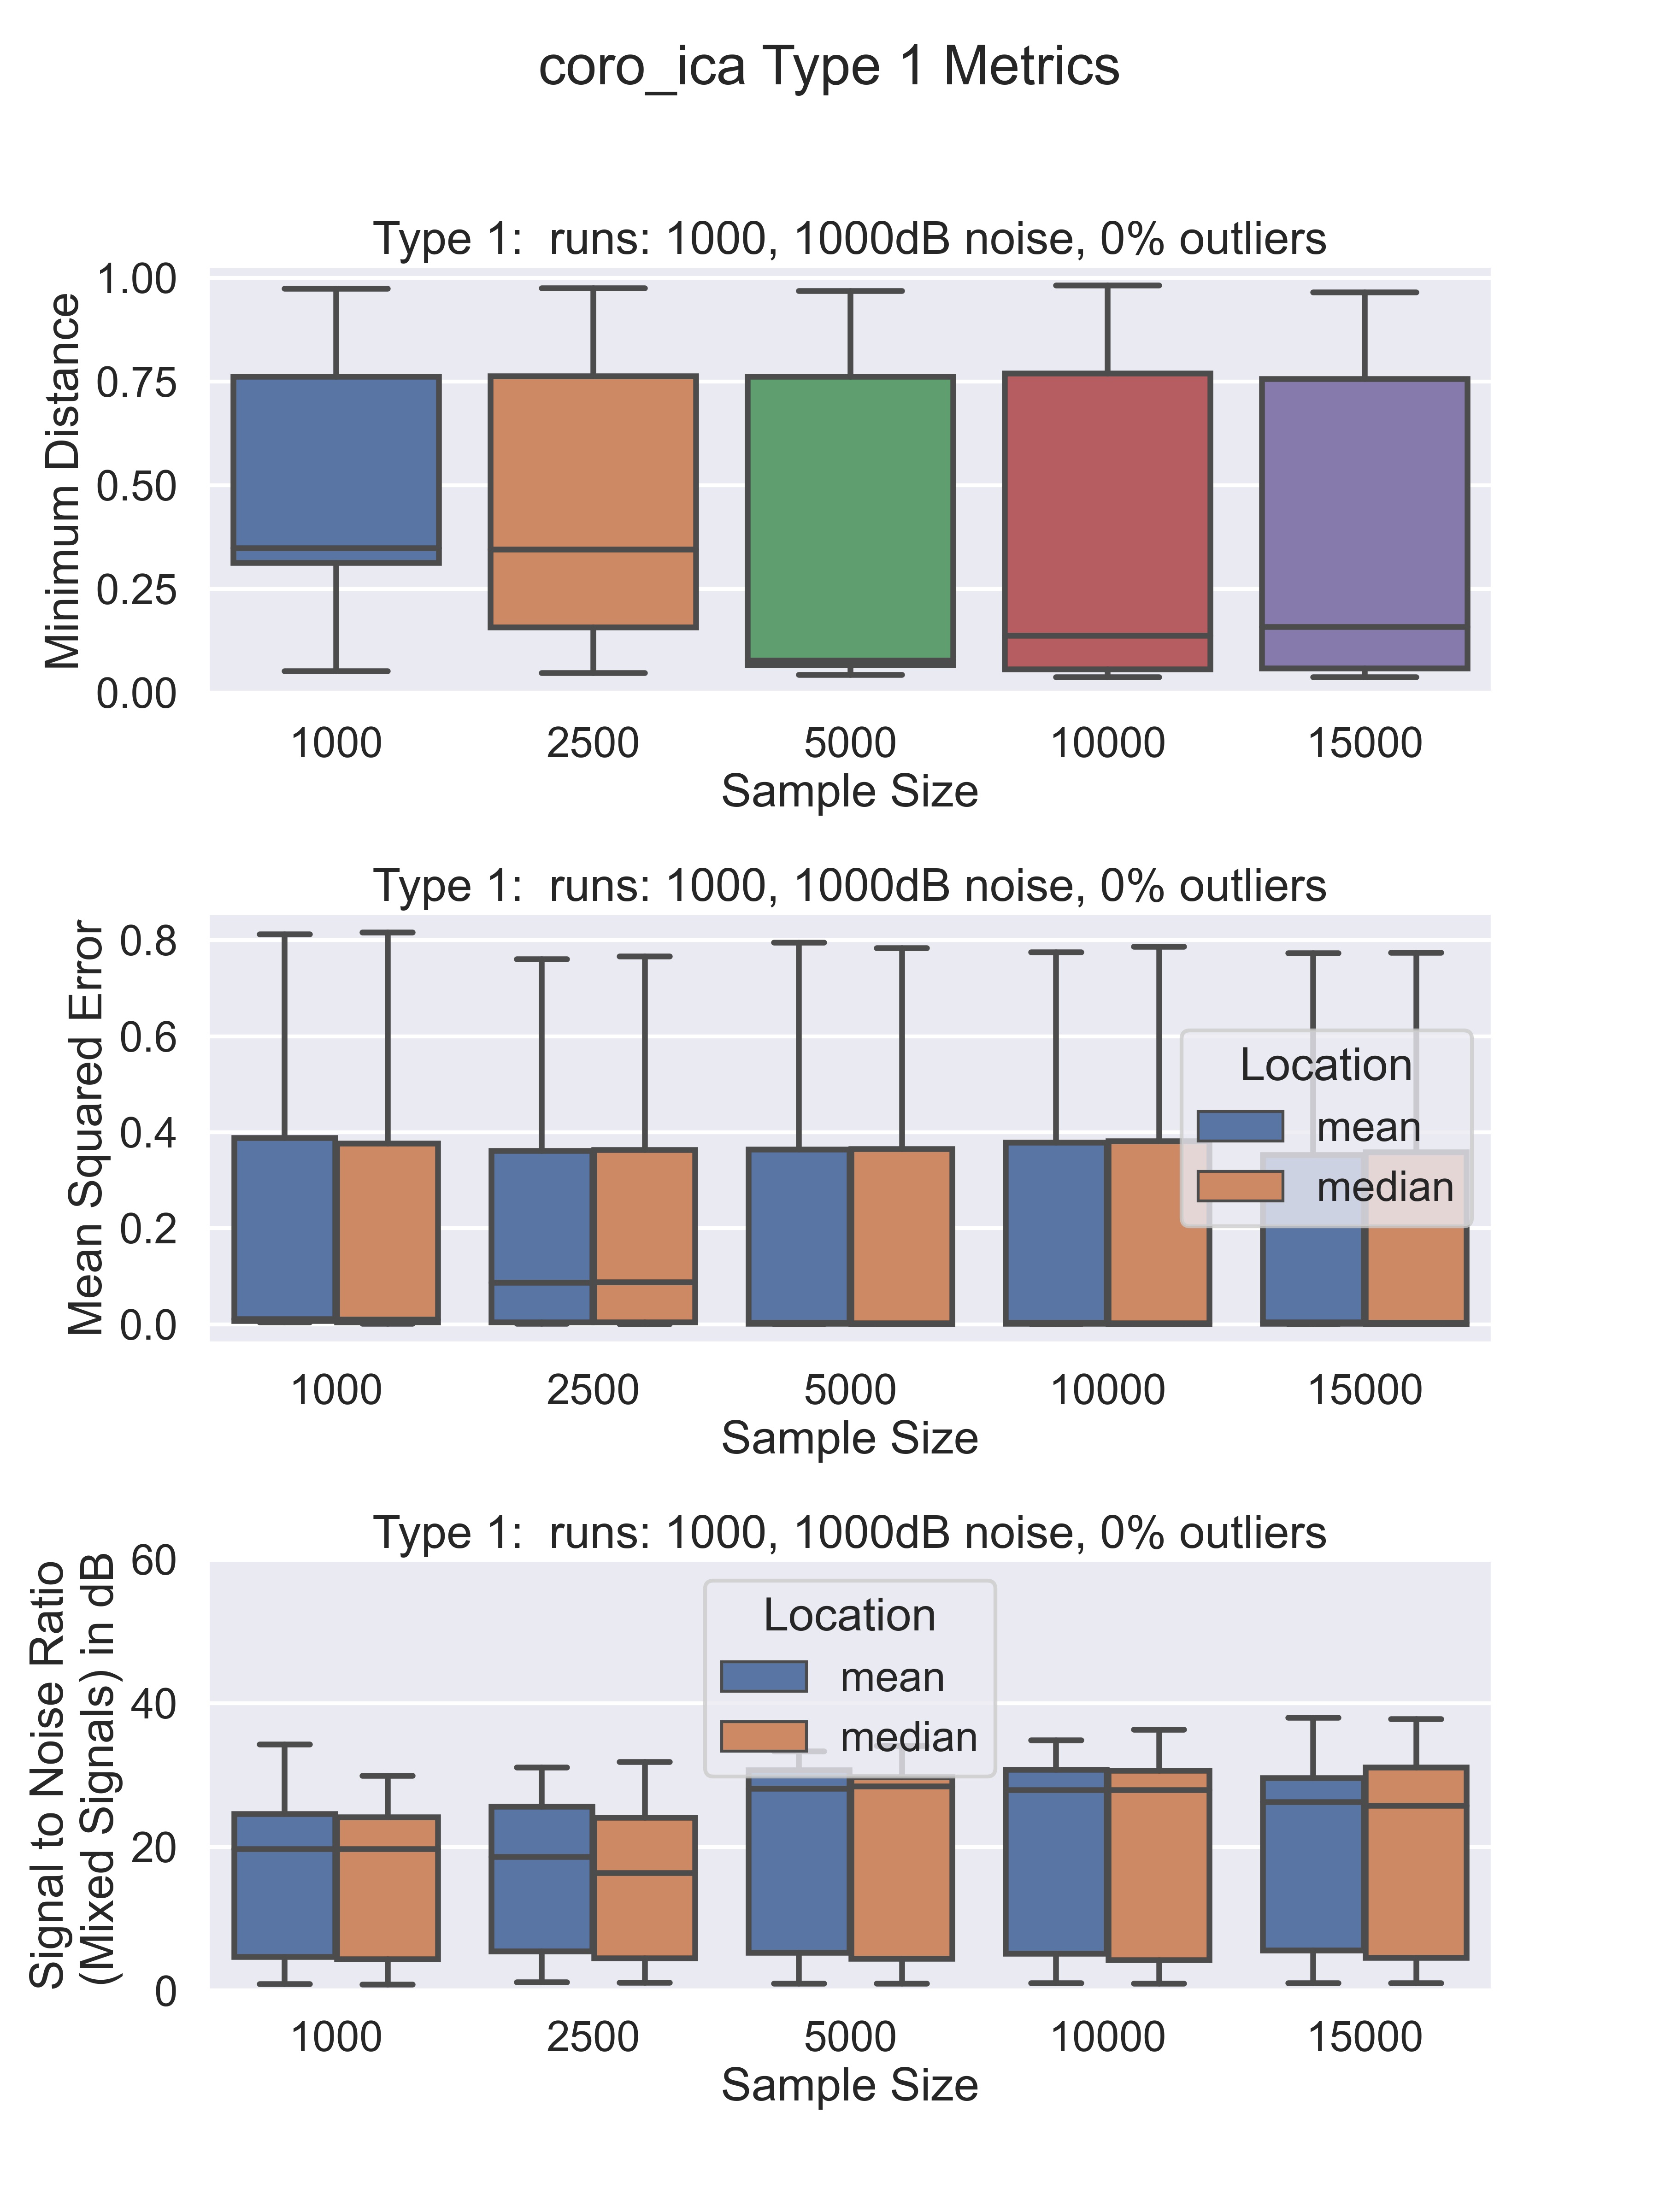 coro_ica Type 1 Metrics
Type 1:  runs: 1000, 1000dB noise, 0% outliers
Minimum Distance
1.00
0.75
0.50
0.25
0.00
1000 2500 5000 10000 15000
Sample Size
Type 1:  runs: 1000, 1000dB noise, 0% outliers
Mean Squared Error
0.8
0.6
0.4
0.2
0.0
Location
mean
median
1000 2500 5000 10000 15000
Sample Size
Type 1:  runs: 1000, 1000dB noise, 0% outliers
Signal to Noise Ratio
(Mixed Signals) in dB
60
40
20
0
Location
mean
median
1000 2500 5000 10000 15000
Sample Size